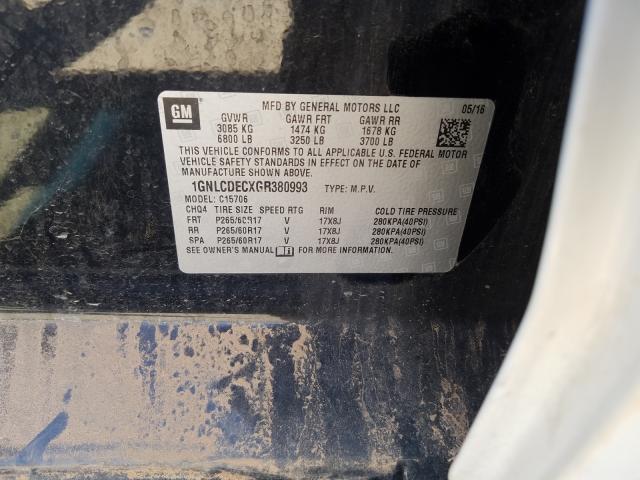 GM
MFD BY GENERAL MOTORS LLC 05/16
GVWR GAWR FRT GAWR RR
3085 KG 1474 KG 1678 KG
6800 LB 3250 LB 3700 LB
THIS VEHICLE CONFORMS TO ALL APPLICABLE U.S. FEDERAL MOTOR
VEHICLE SAFETY STANDARDS IN EFFECT ON THE DATE OF
MANUFACTURE SHOWN ABOVE.
1GNLCDECXGR380993 TYPE: M.P.V.
MODEL: C15706
CHQ4 TIRE SIZE SPEED RTG RIM COLD TIRE PRESSURE
FRT P265/60R17 V 17X8J 280KPA(40PSI)
RR P265/60R17 V 17X8J 280KPA(40PSI)
SPA P265/60R17 V 17X8J 280KPA(40PSI)
SEE OWNER'S MANUAL i FOR MORE INFORMATION.